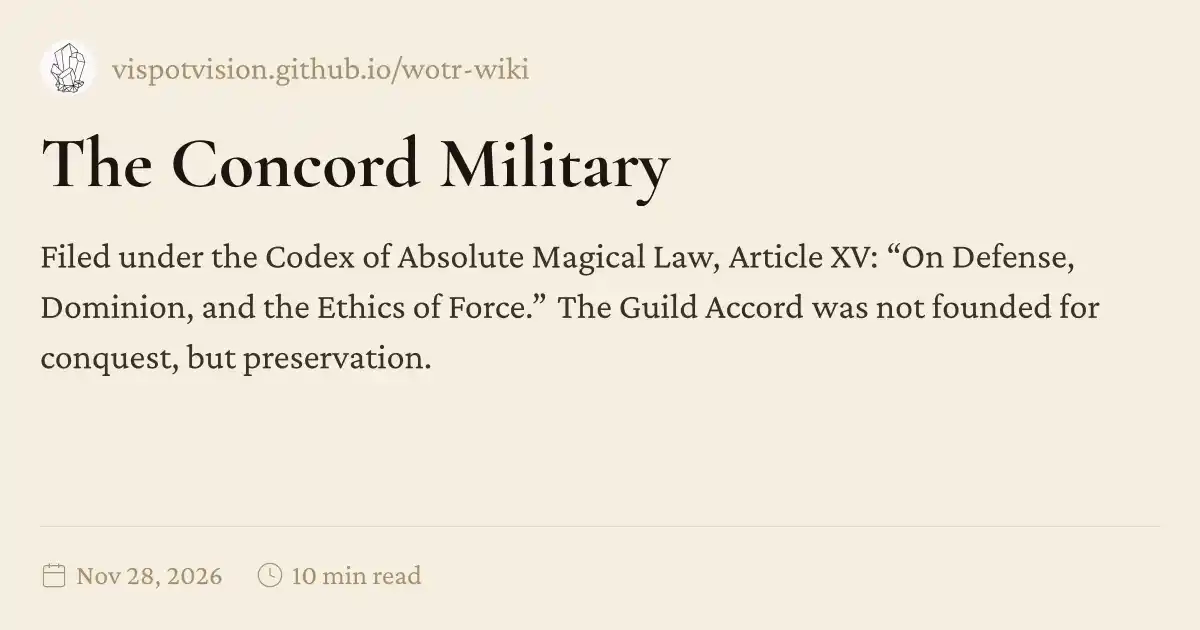 vispotvision.github.io/wotr-wiki
The Concord Military
Filed under the Codex of Absolute Magical Law, Article XV: “On Defense,
Dominion, and the Ethics of Force.” The Guild Accord was not founded for
conquest, but preservation.
Nov 28, 2026 10 min read